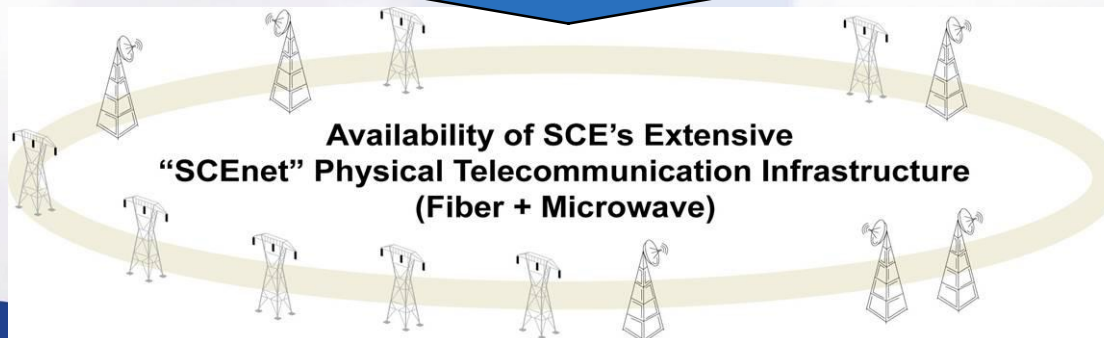 Availability of SCE’s Extensive
“SCEnet” Physical Telecommunication Infrastructure
(Fiber + Microwave)